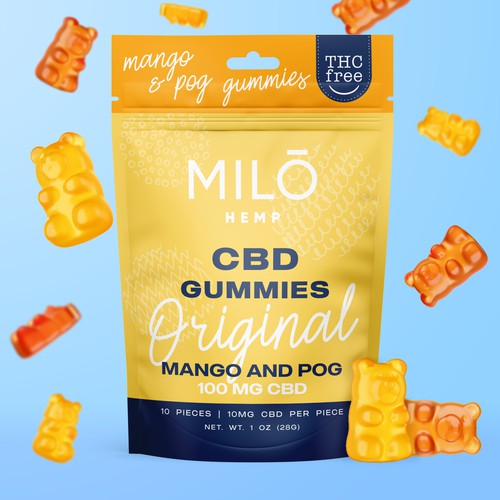 mango
& pog gummies
THC
free
MILŌ
HEMP
CBD
GUMMIES
Original
MANGO AND POG
100 MG CBD
10 PIECES | 10MG CBD PER PIECE
NET. WT. 1 OZ (28G)